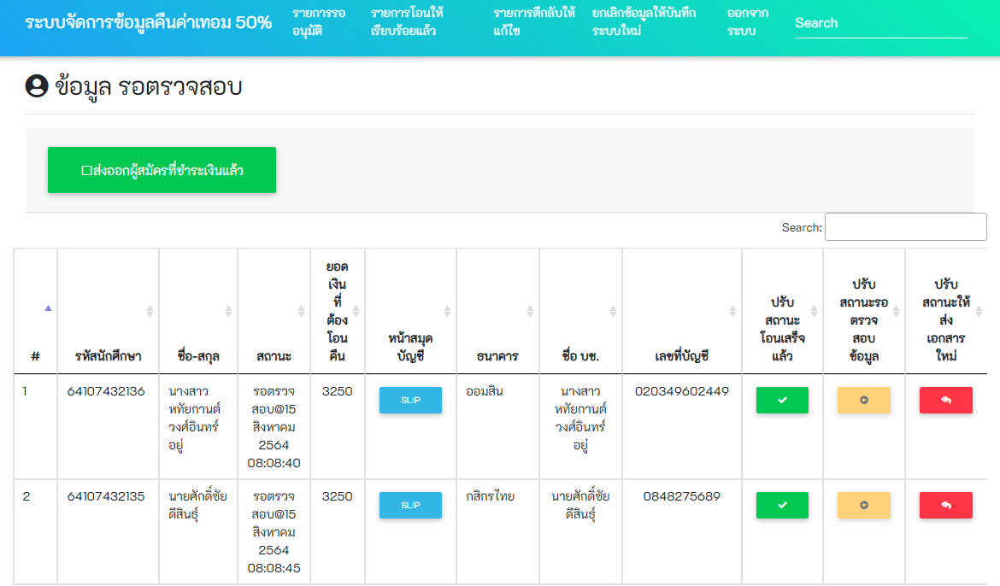 ระบบจัดการข้อมูลคืนค่าเทอม 50%
รายการรอ
อนุมัติ
รายการโอนให้
เรียบร้อยแล้ว
รายการตีกลับให้
แก้ไข
ยกเลิกข้อมูลให้บันทึก
ระบบใหม่
ออกจาก
ระบบ
Search
ข้อมูล รอตรวจสอบ
ส่งออกผู้สมัครที่ชำระเงินแล้ว
Search:
#
รหัสนักศึกษา
ชื่อ-สกุล
สถานะ
ยอด
เงิน
ที่
ต้อง
โอน
คืน
หน้าสมุด
บัญชี
ธนาคาร
ชื่อ บช.
เลขที่บัญชี
ปรับ
สถานะ
โอนเสร็จ
แล้ว
ปรับ
สถานะรอ
ตรวจ
สอบ
ข้อมูล
ปรับ
สถานะให้
ส่ง
เอกสาร
ใหม่
1
64107432136
นางสาว
หทัยกานต์
วงศ์อินทร์
อยู่
รอตรวจ
สอบ@15
สิงหาคม
2564
08:08:40
3250
SLIP
ออมสิน
นางสาว
หทัยกานต์
วงศ์อินทร์
อยู่
020349602449
2
64107432135
นายศักดิ์ชัย
ดีสินธุ์
รอตรวจ
สอบ@15
สิงหาคม
2564
08:08:45
3250
SLIP
กสิกรไทย
นายศักดิ์ชัย
ดีสินธุ์
0848275689